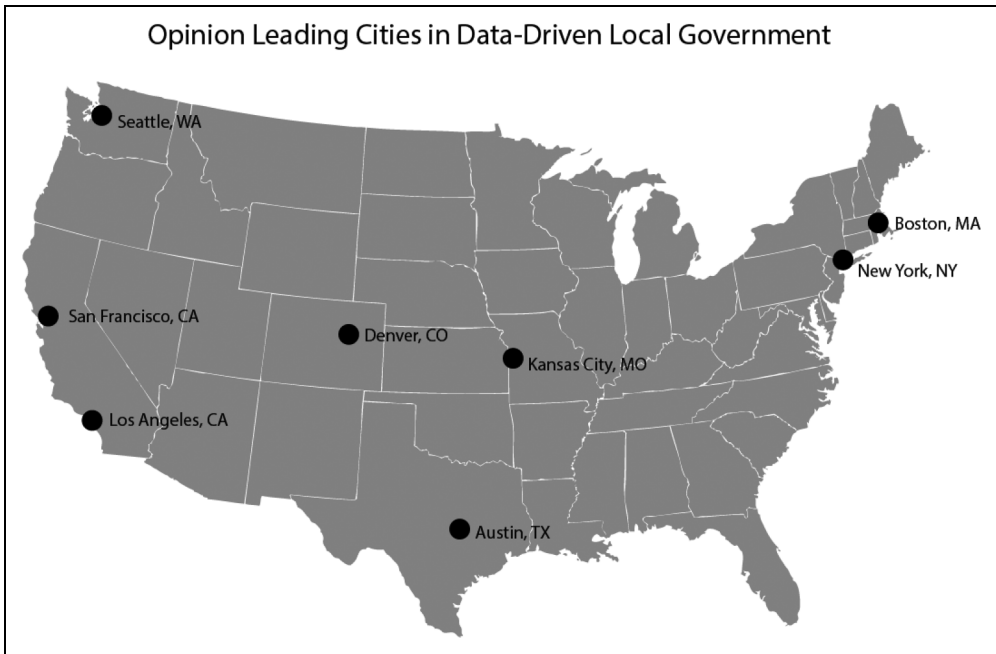 Opinion Leading Cities in Data-Driven Local Government
Seattle, WA
Boston, MA
New York, NY
San Francisco, CA
Denver, CO
Kansas City, MO
Los Angeles, CA
Austin, TX